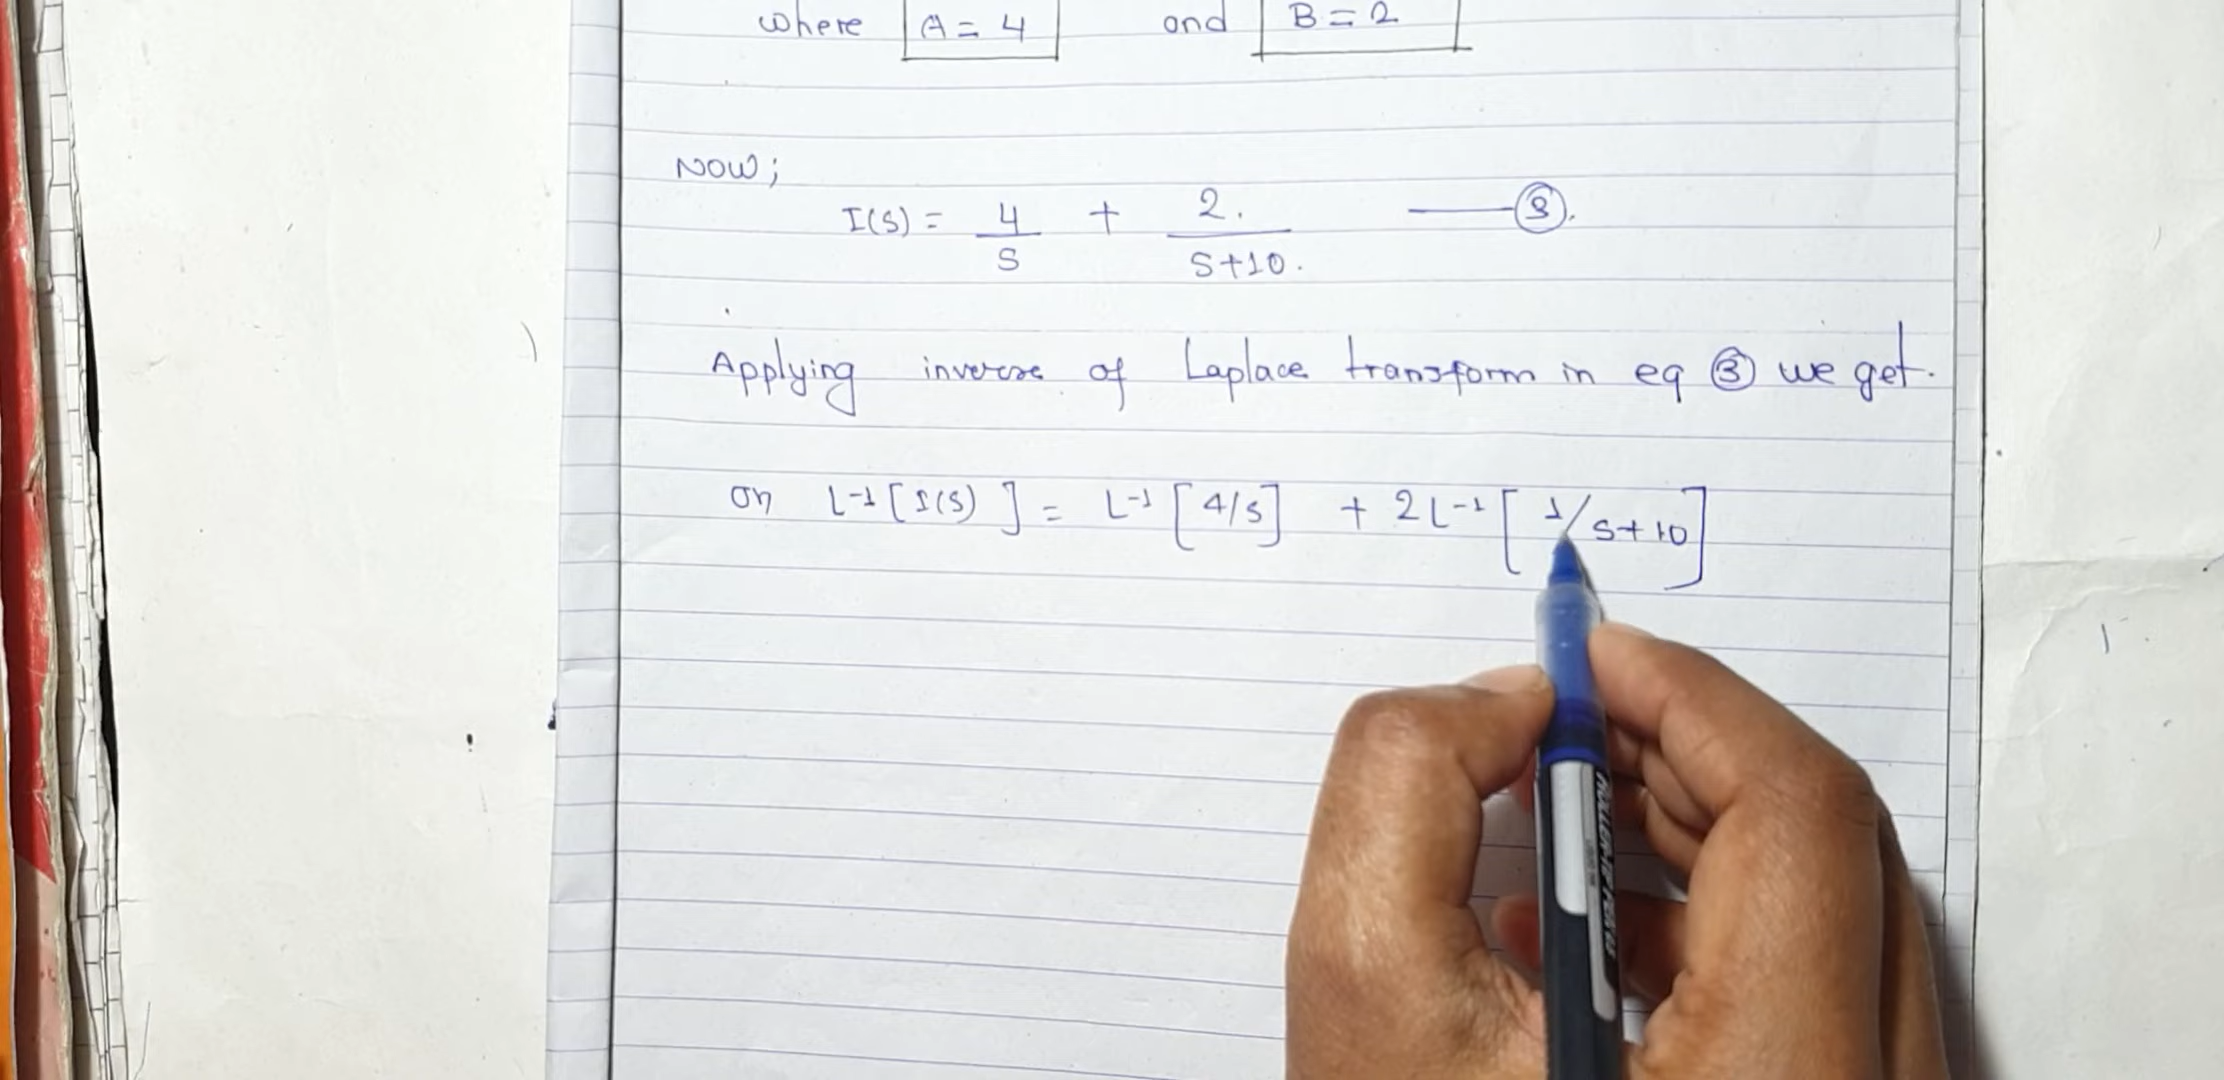 where A = 4 and B = 2
NOW;
I(S) = 4/S + 2./S+10. ③.
Applying inverse of Laplace transform in eq ③ we get.
or L-1 [I(S)] = L-1 [4/s] + 2L-1 [1/s+10]